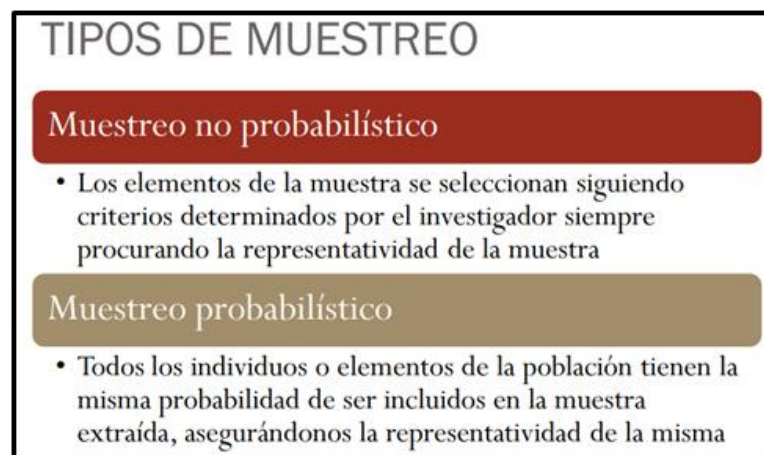 TIPOS DE MUESTREO
Muestreo no probabilístico
• Los elementos de la muestra se seleccionan siguiendo
criterios determinados por el investigador siempre
procurando la representatividad de la muestra
Muestreo probabilístico
• Todos los individuos o elementos de la población tienen la
misma probabilidad de ser incluidos en la muestra
extraída, asegurándonos la representatividad de la misma